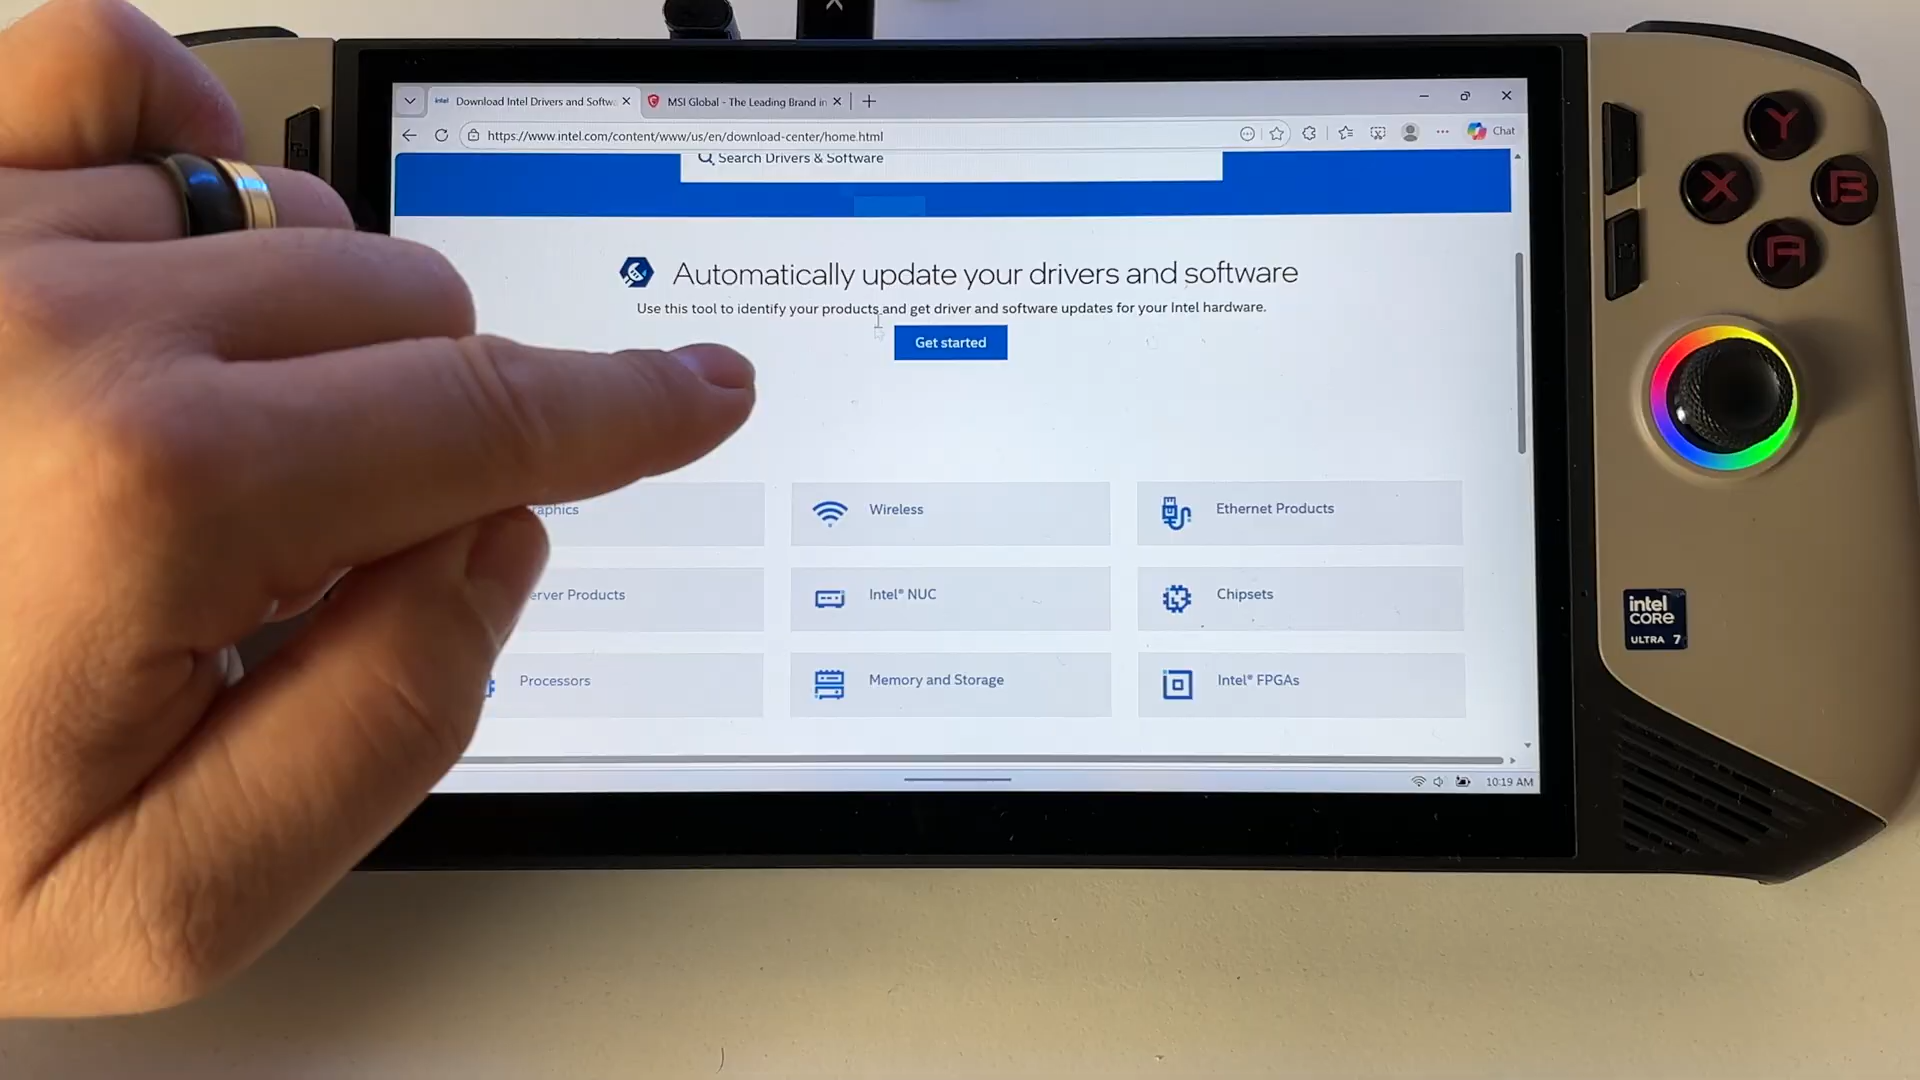 intel Download Intel Drivers and Softw
MSI Global - The Leading Brand in
https://www.intel.com/content/www/us/en/download-center/home.html
Chat
Search Drivers & Software
Automatically update your drivers and software
Use this tool to identify your products and get driver and software updates for your Intel hardware.
Get started
raphics
Wireless
Ethernet Products
erver Products
Intel® NUC
Chipsets
Processors
Memory and Storage
Intel® FPGAs
10:19 AM
Y
X
B
A
intel
CORE
ULTRA 7